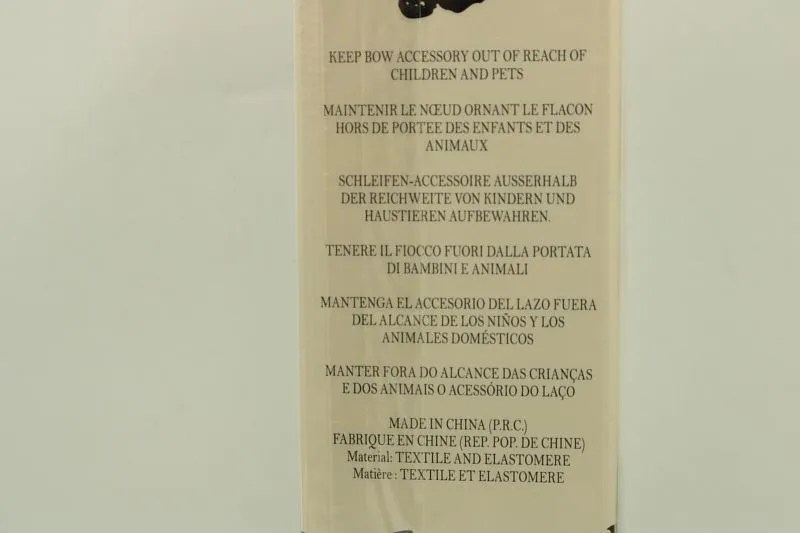 KEEP BOW ACCESSORY OUT OF REACH OF
CHILDREN AND PETS
MAINTENIR LE NŒUD ORNANT LE FLACON
HORS DE PORTEE DES ENFANTS ET DES
ANIMAUX
SCHLEIFEN-ACCESSOIRE AUSSERHALB
DER REICHWEITE VON KINDERN UND
HAUSTIEREN AUFBEWAHREN.
TENERE IL FIOCCO FUORI DALLA PORTATA
DI BAMBINI E ANIMALI
MANTENGA EL ACCESORIO DEL LAZO FUERA
DEL ALCANCE DE LOS NIÑOS Y LOS
ANIMALES DOMÉSTICOS
MANTER FORA DO ALCANCE DAS CRIANÇAS
E DOS ANIMAIS O ACESSÓRIO DO LAÇO
MADE IN CHINA (P.R.C.)
FABRIQUE EN CHINE (REP. POP. DE CHINE)
Material: TEXTILE AND ELASTOMERE
Matière : TEXTILE ET ELASTOMERE